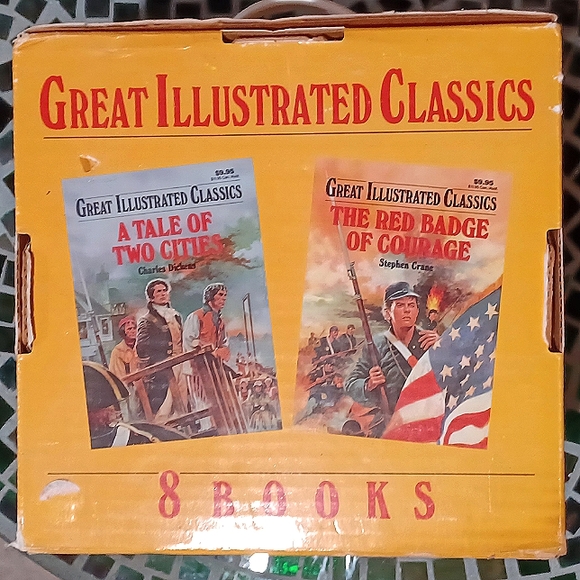 GREAT ILLUSTRATED CLASSICS
$9.95
GREAT ILLUSTRATED CLASSICS
A TALE OF
TWO CITIES
Charles Dickens
$9.95
GREAT ILLUSTRATED CLASSICS
THE RED BADGE
OF COURAGE
Stephen Crane
8 BOOKS